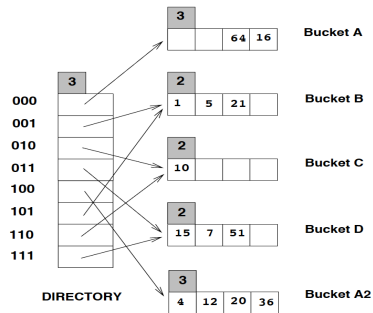 3
64 16 Bucket A
3
2
000
1 5 21 Bucket B
001
010
2
011
10 Bucket C
100
101
2
110
15 7 51 Bucket D
111
3
DIRECTORY
4 12 20 36 Bucket A2